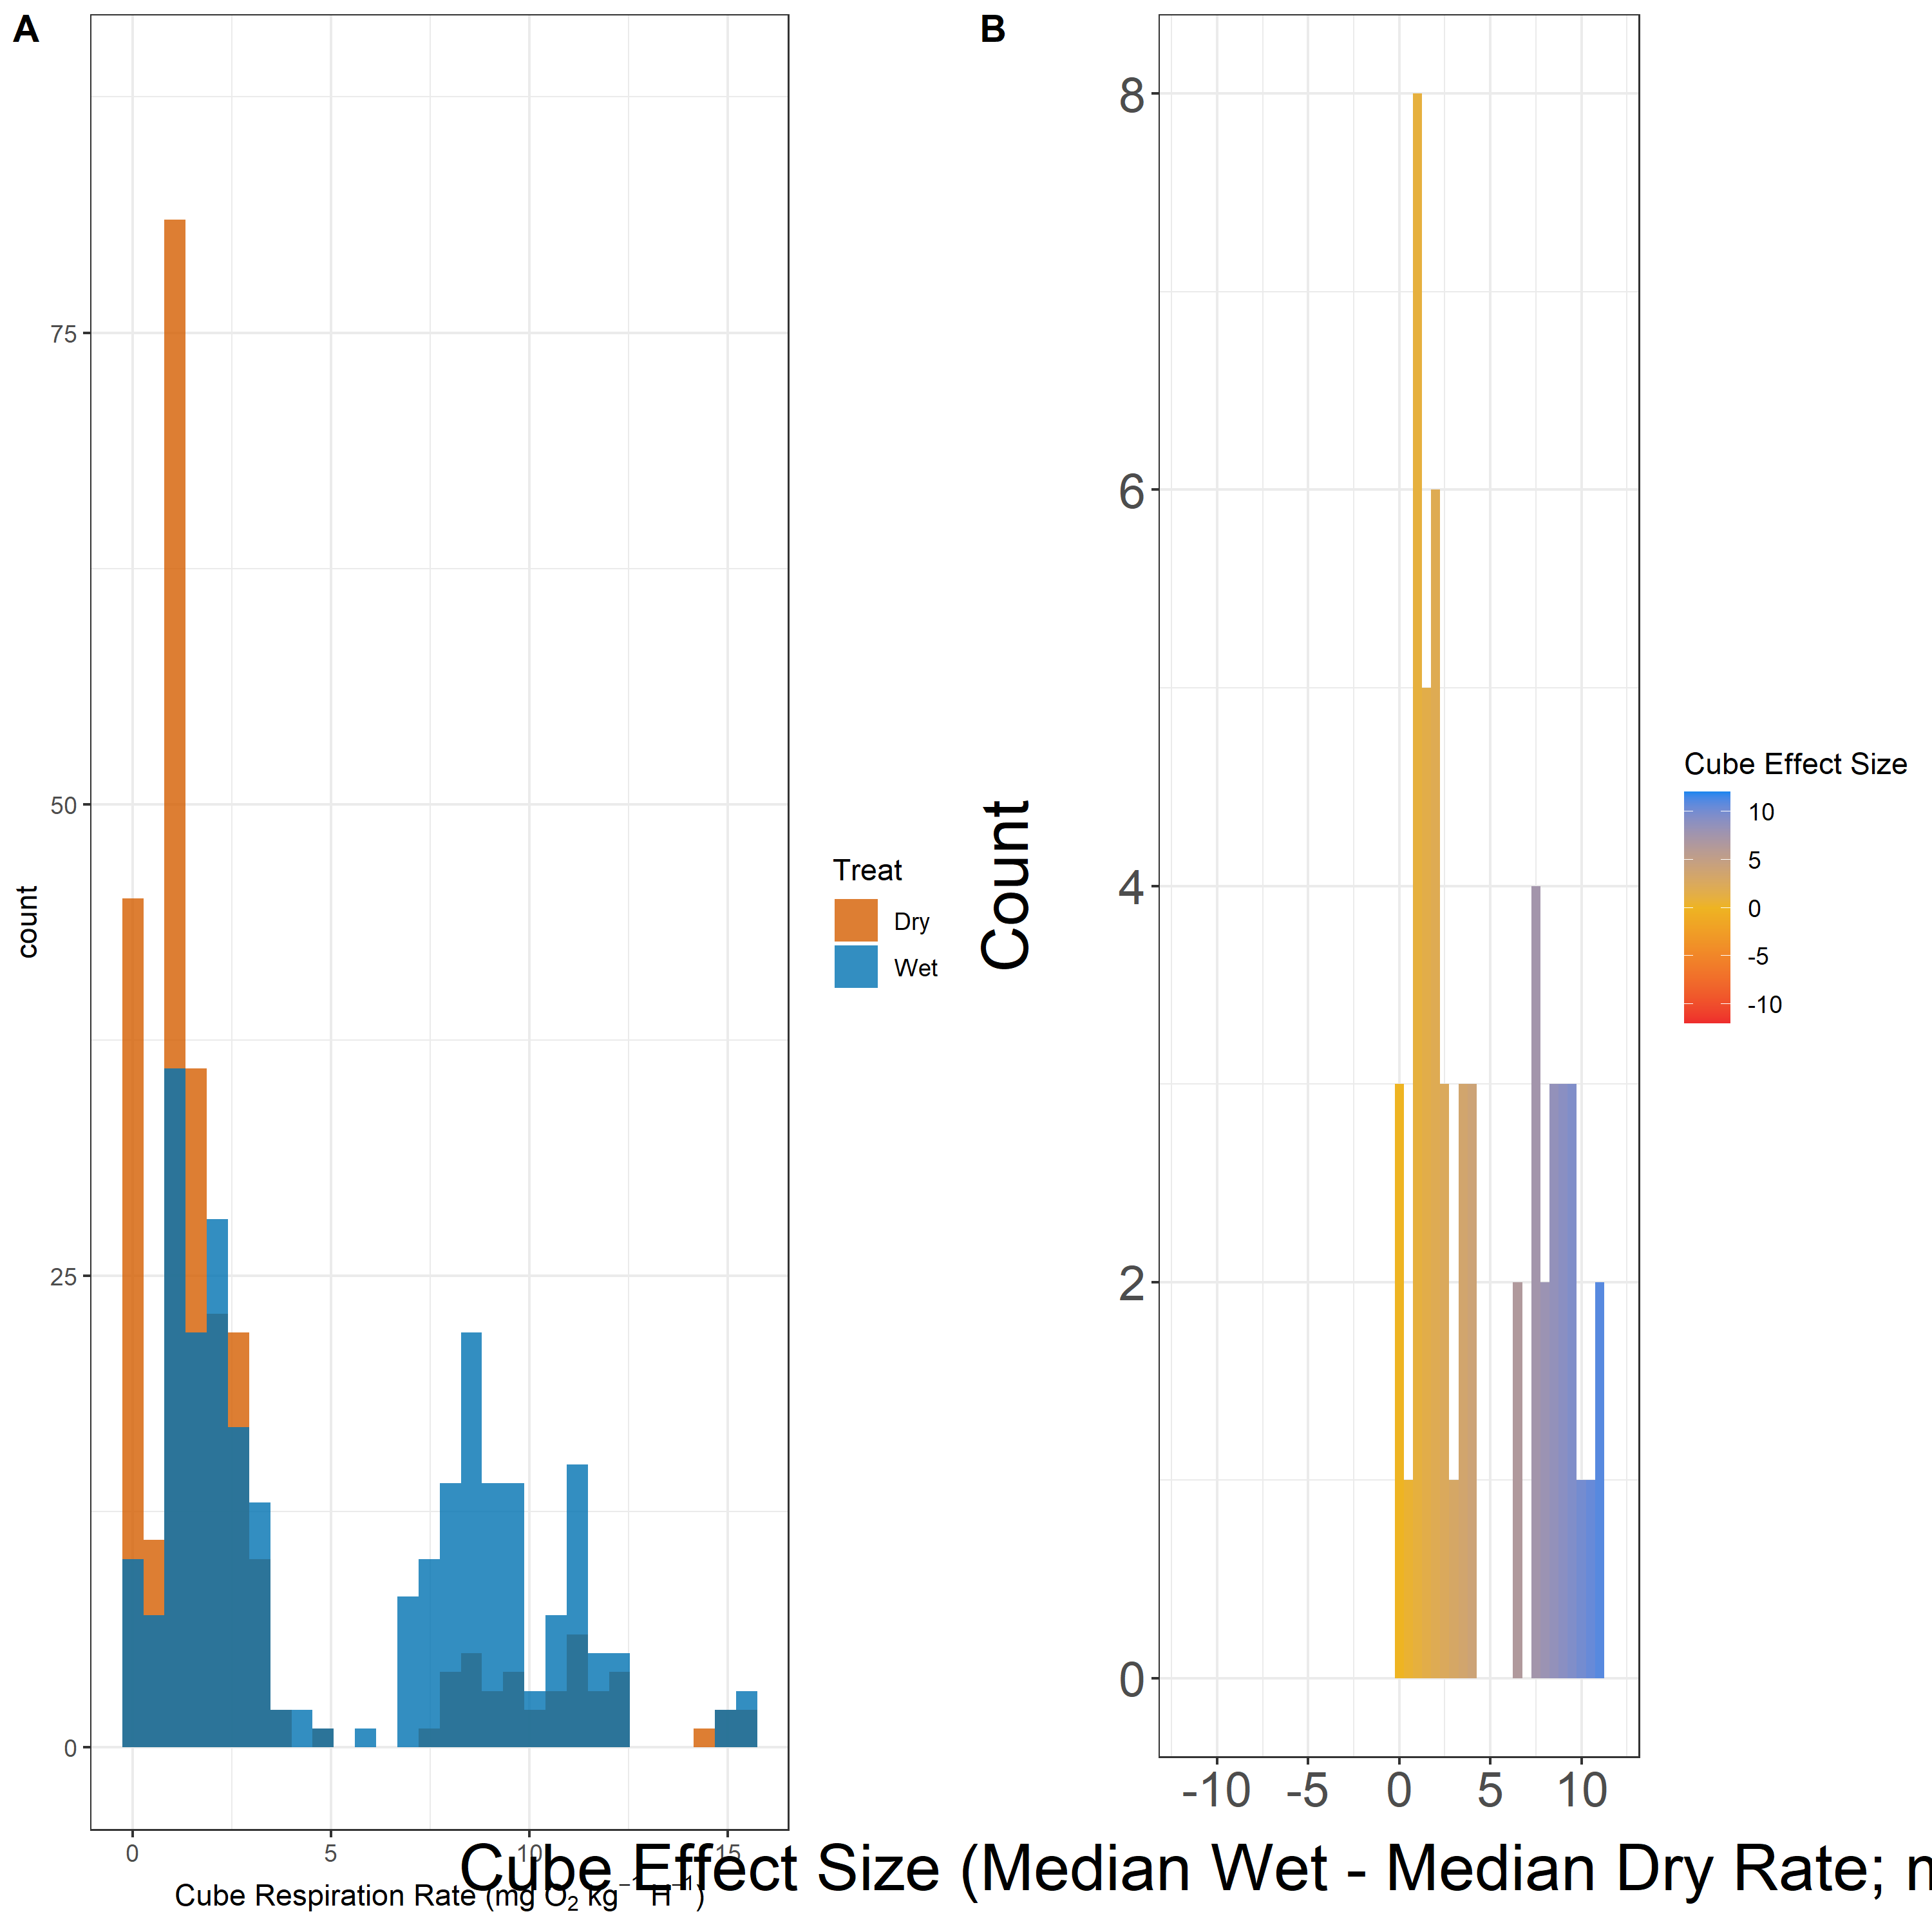 A
B
75
50
25
0
count
0 5 10 15
Cube Respiration Rate (mg O₂ kg⁻¹ H⁻¹)
Treat
Dry
Wet
8
6
4
2
0
Count
-10 -5 0 5 10
Cube Effect Size (Median Wet - Median Dry Rate;
Cube Effect Size
10
5
0
-5
-10